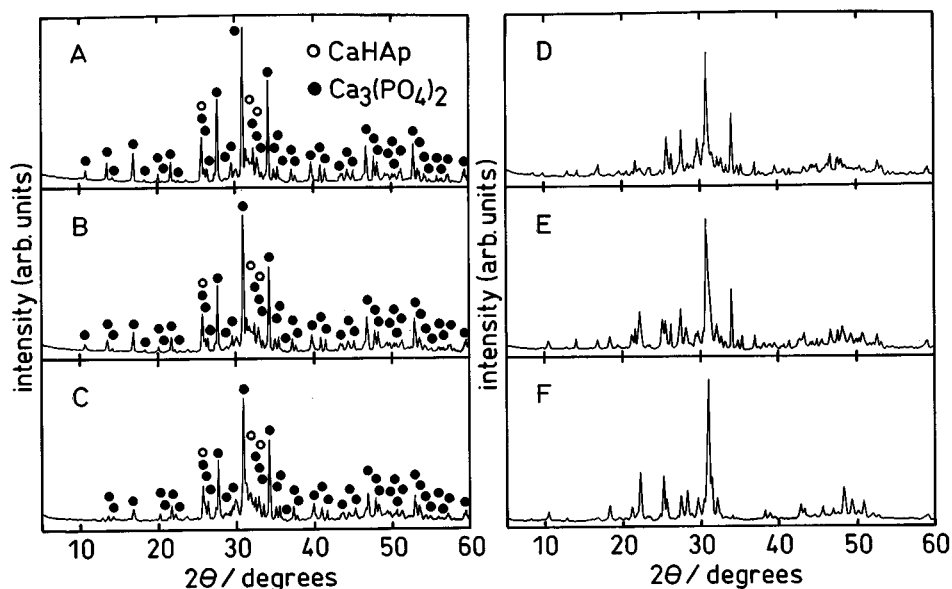 A
○ CaHAp
● Ca3(PO4)2
B
C
intensity (arb. units)
10 20 30 40 50 60
2θ / degrees
D
E
F
intensity (arb. units)
10 20 30 40 50 60
2θ / degrees